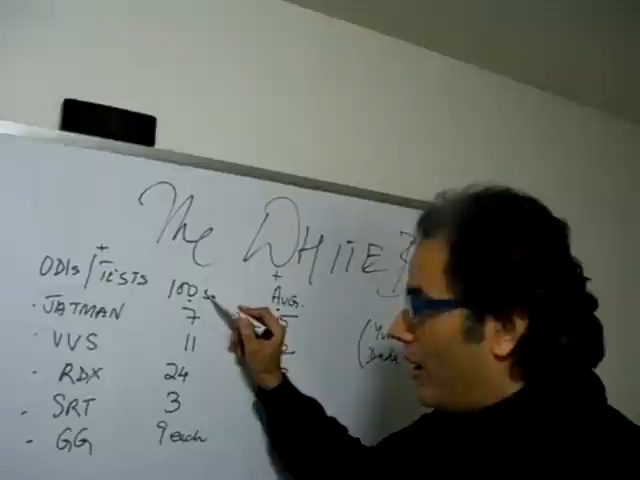 The WHITE
ODIs / TESTS 100s Avg.
JATMAN 7
VVS 11
RDX 24
SRT 3
GG 9 each